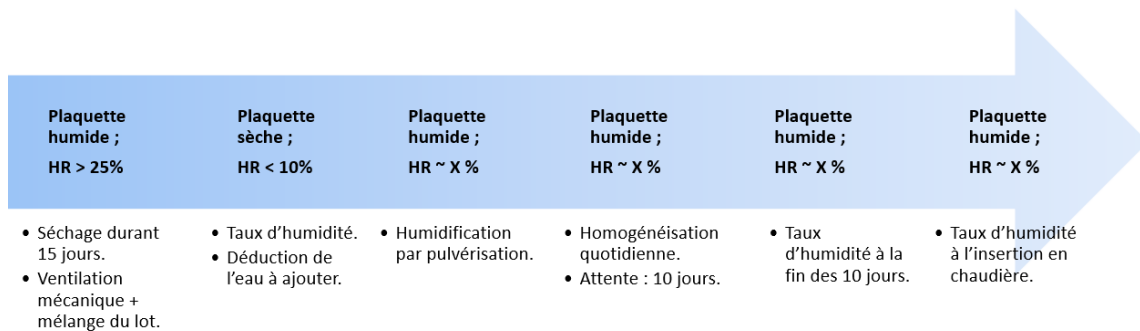 Plaquette
humide ;
HR > 25%
Plaquette
sèche ;
HR < 10%
Plaquette
humide ;
HR ~ X %
Plaquette
humide ;
HR ~ X %
Plaquette
humide ;
HR ~ X %
Plaquette
humide ;
HR ~ X %
• Séchage durant
15 jours.
• Ventilation
mécanique +
mélange du lot.
• Taux d’humidité.
• Déduction de
l’eau à ajouter.
• Humidification
par pulvérisation.
• Homogénéisation
quotidienne.
• Attente : 10 jours.
• Taux
d’humidité à la
fin des 10 jours.
• Taux d’humidité
à l’insertion en
chaudière.